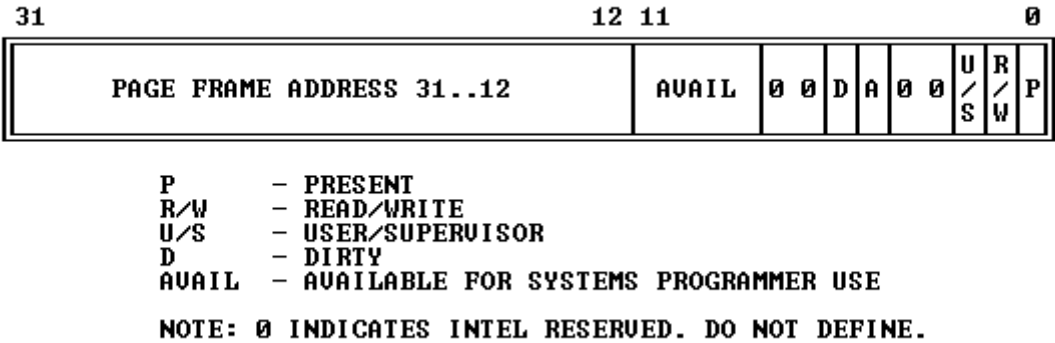 31 12 11 0
PAGE FRAME ADDRESS 31..12 AVAIL 0 0 D A 0 0 U/S R/W P
P - PRESENT
R/W - READ/WRITE
U/S - USER/SUPERVISOR
D - DIRTY
AVAIL - AVAILABLE FOR SYSTEMS PROGRAMMER USE
NOTE: 0 INDICATES INTEL RESERVED. DO NOT DEFINE.